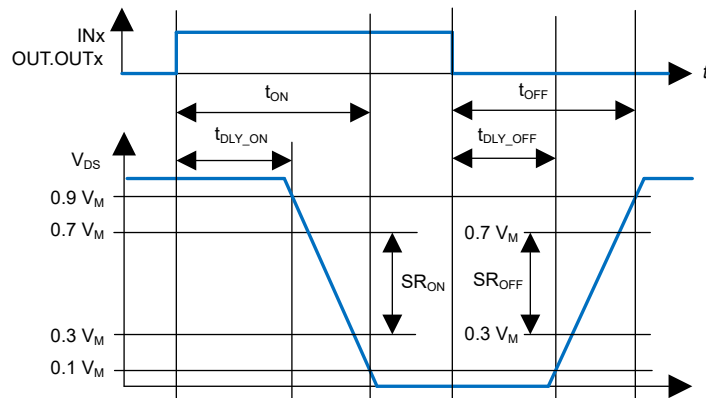 INx
OUT.OUTx
t
tON
tOFF
tDLY_ON
tDLY_OFF
VDS
0.9 VM
0.7 VM
0.7 VM
SRON
SROFF
0.3 VM
0.3 VM
0.1 VM